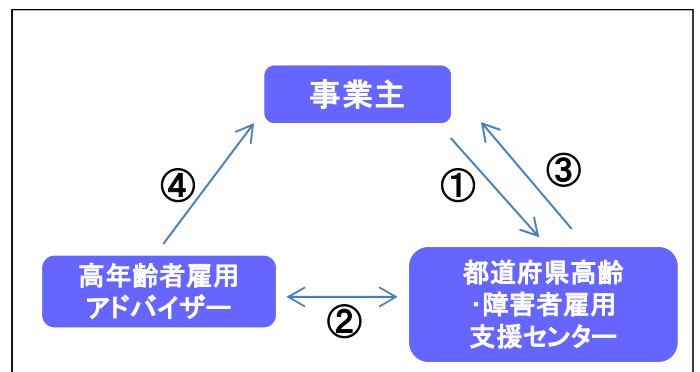 事業主
④
①
③
高年齢者雇用
アドバイザー
②
都道府県高齢
・障害者雇用
支援センター